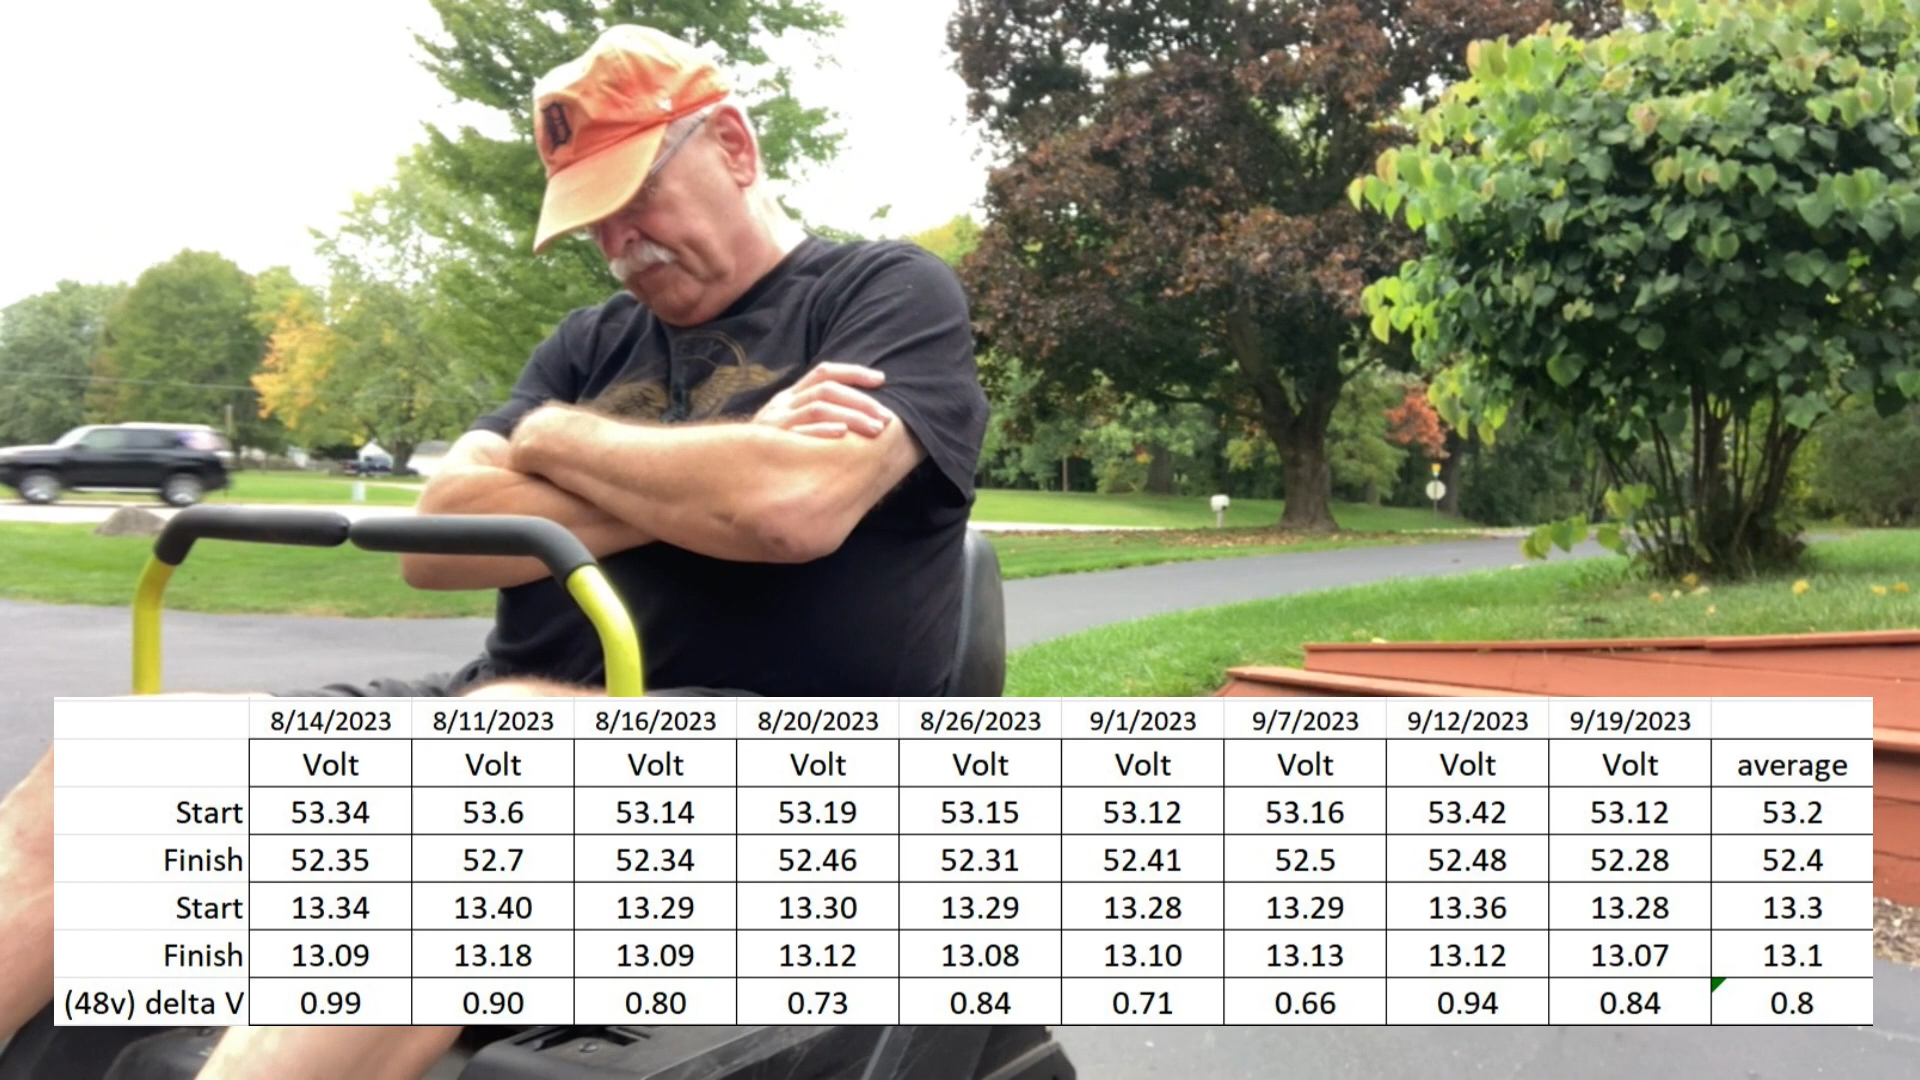 D
8/14/2023 8/11/2023 8/16/2023 8/20/2023 8/26/2023 9/1/2023 9/7/2023 9/12/2023 9/19/2023
Volt Volt Volt Volt Volt Volt Volt Volt Volt average
Start 53.34 53.6 53.14 53.19 53.15 53.12 53.16 53.42 53.12 53.2
Finish 52.35 52.7 52.34 52.46 52.31 52.41 52.5 52.48 52.28 52.4
Start 13.34 13.40 13.29 13.30 13.29 13.28 13.29 13.36 13.28 13.3
Finish 13.09 13.18 13.09 13.12 13.08 13.10 13.13 13.12 13.07 13.1
(48v) delta V 0.99 0.90 0.80 0.73 0.84 0.71 0.66 0.94 0.84 0.8